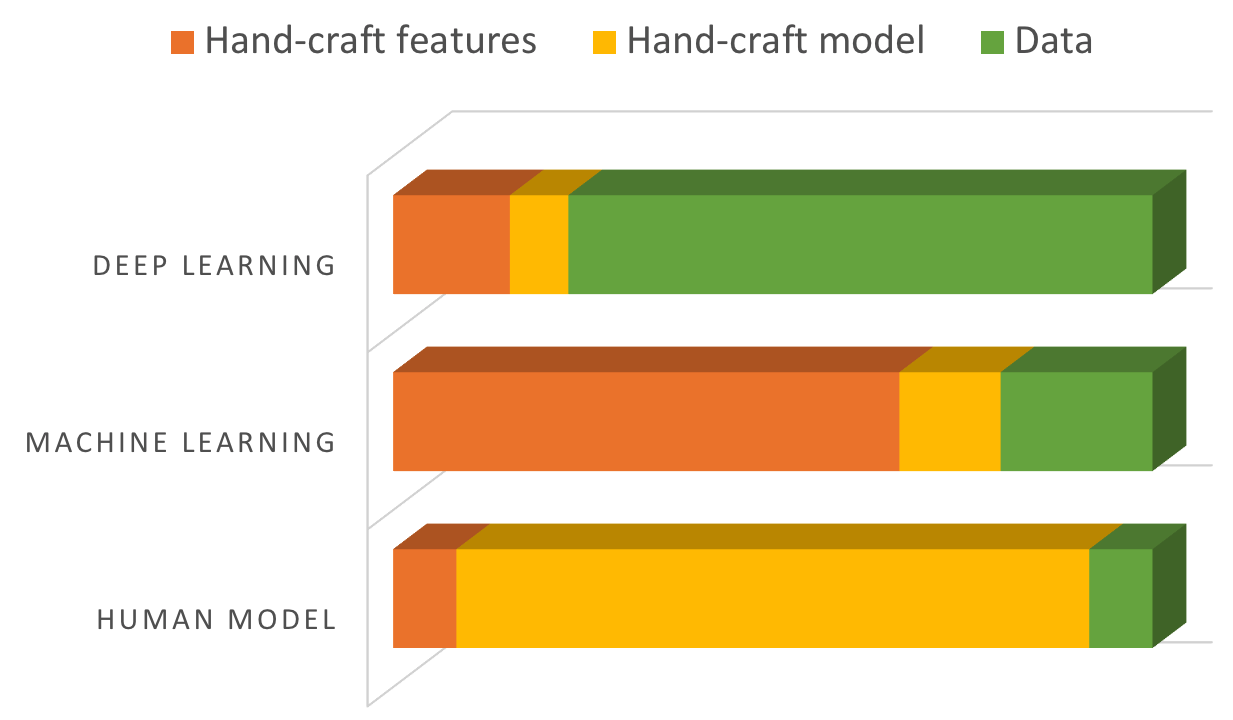 Hand-craft features Hand-craft model Data
DEEP LEARNING
MACHINE LEARNING
HUMAN MODEL